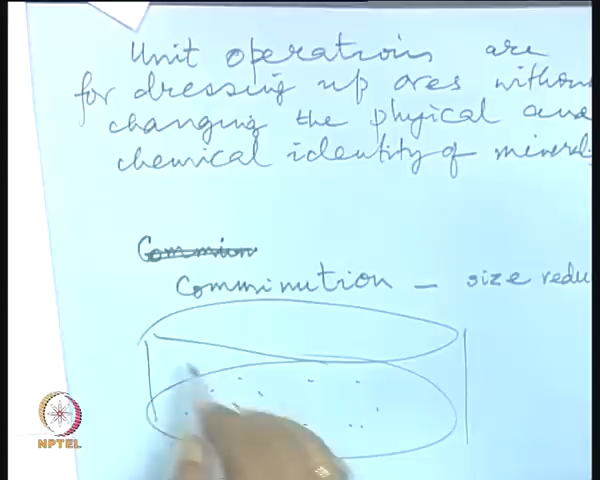 Unit operations are
for dressing up ores without
changing the physical and
chemical identity of minerals
Commion
Comminution — size redu
NPTEL